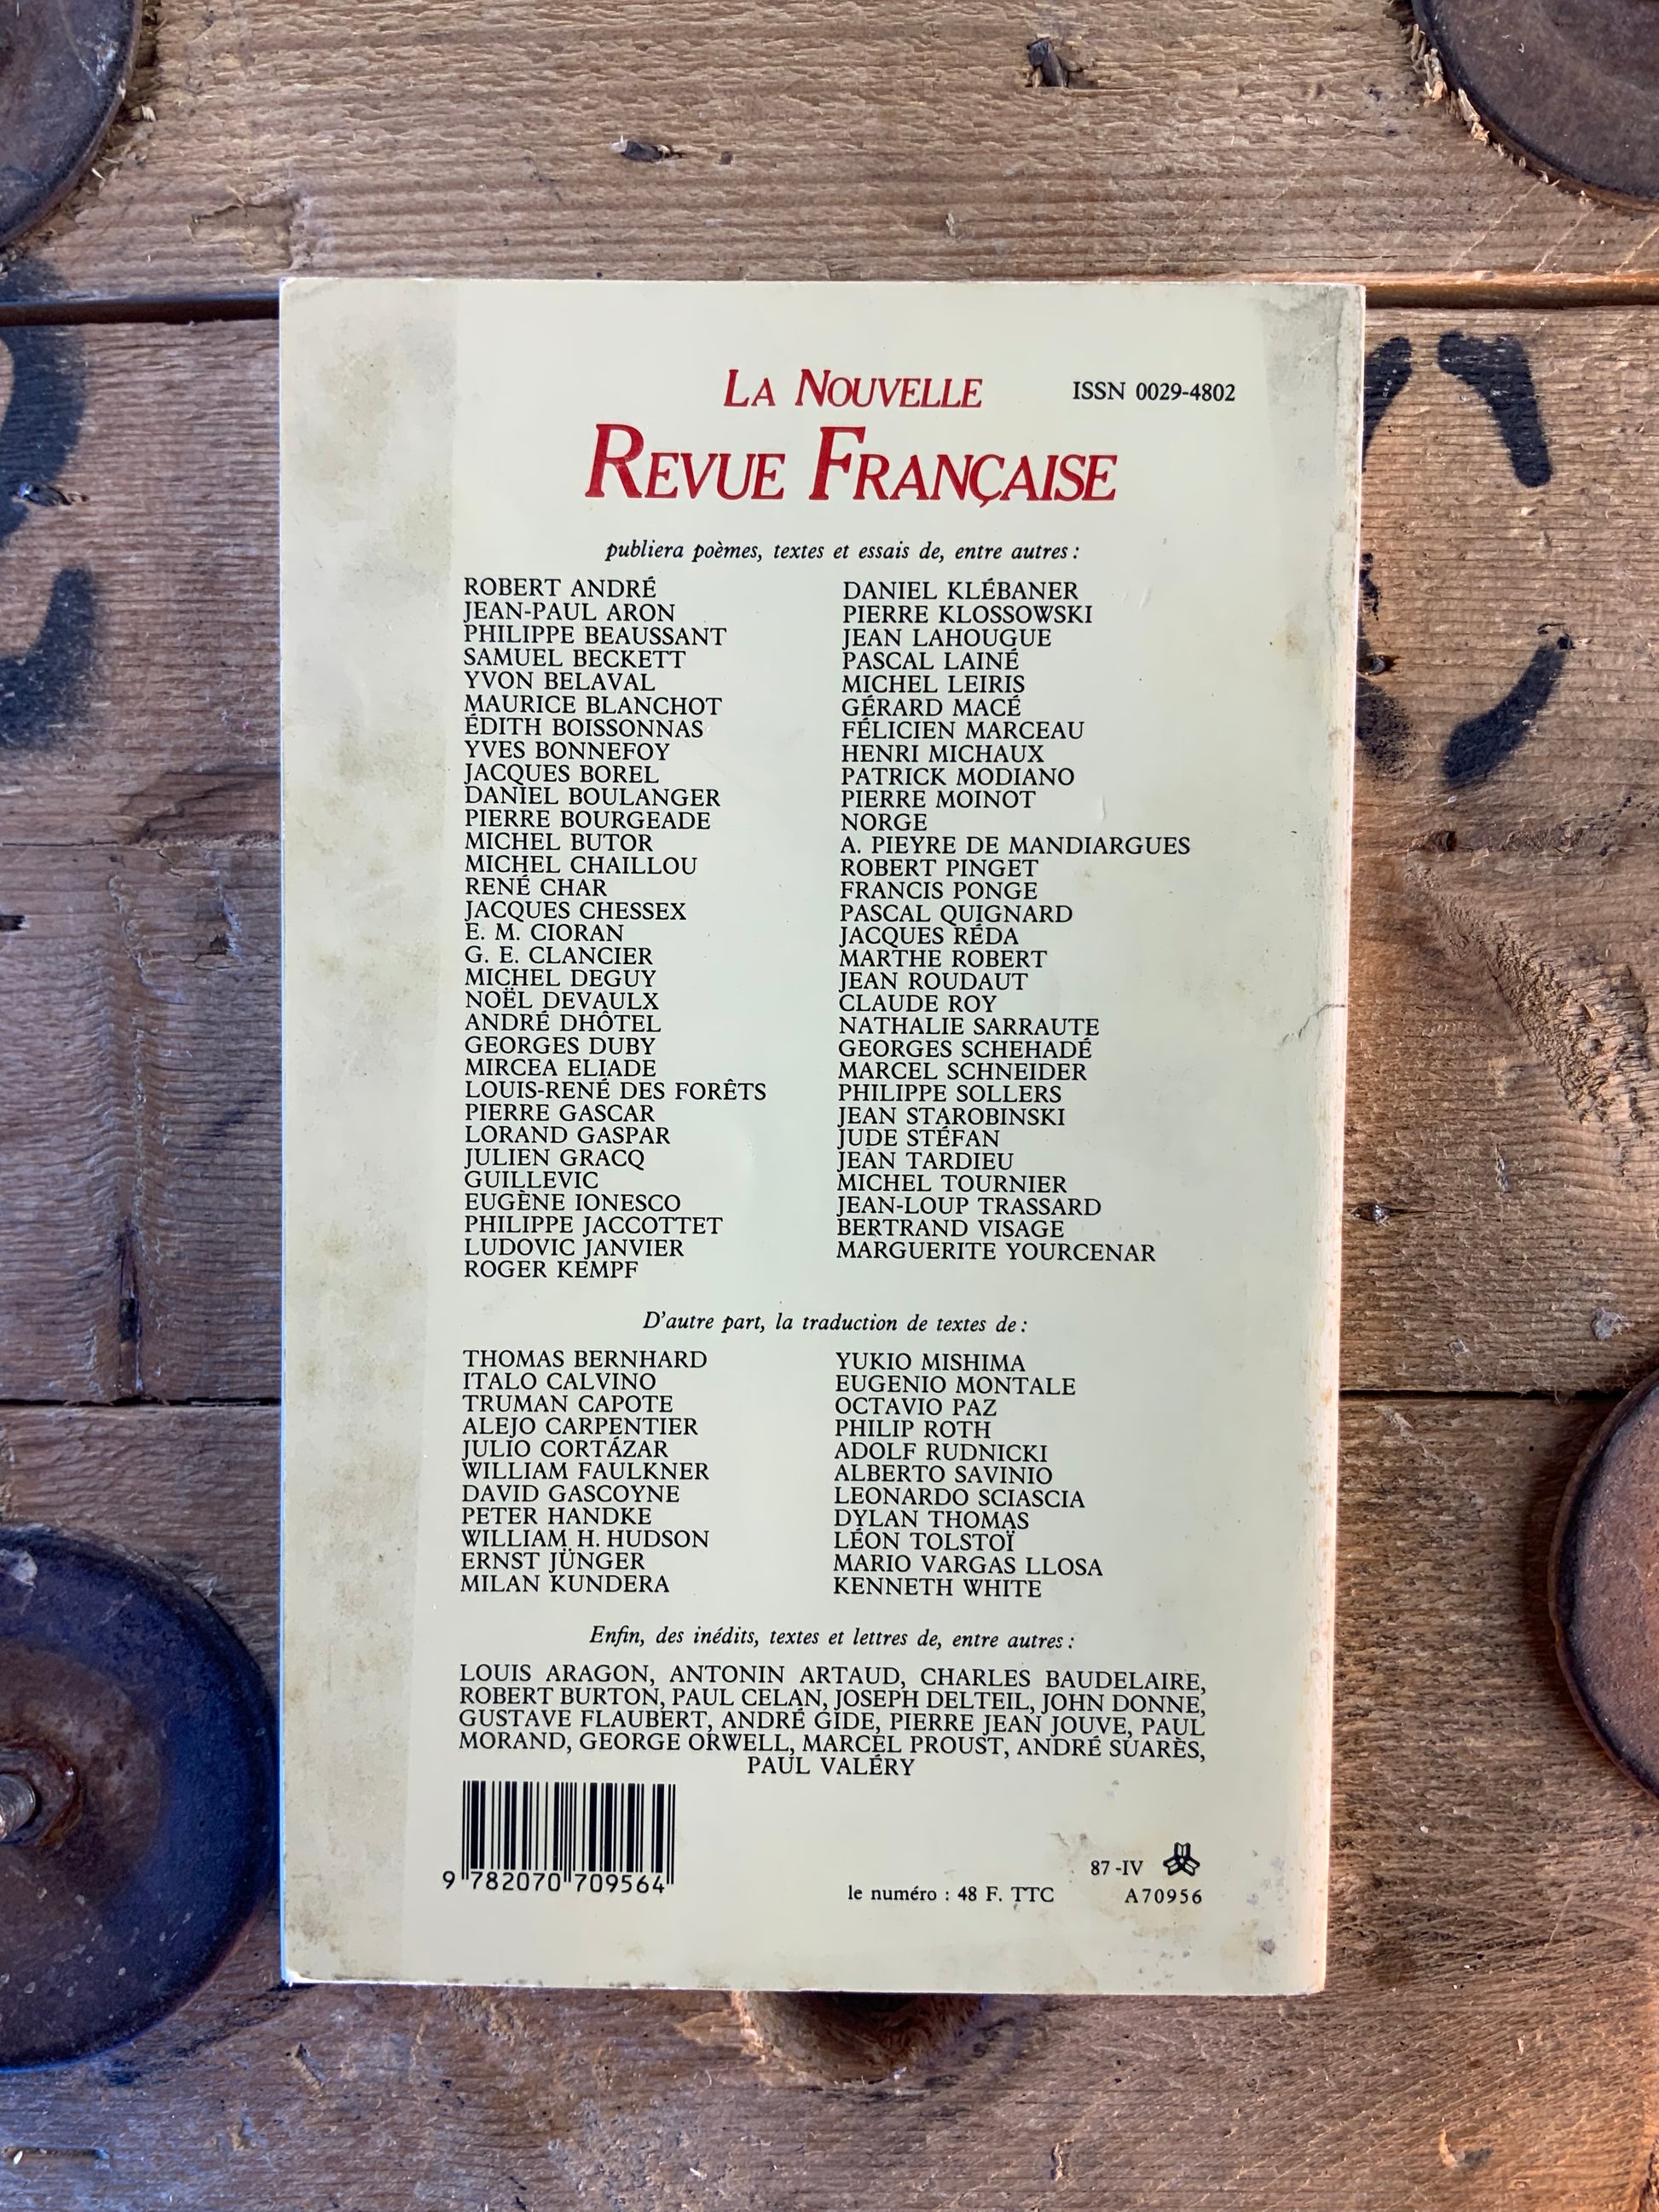 LA NOUVELLE
ISSN 0029-4802
REVUE FRANÇAISE
publiera poèmes, textes et essais de, entre autres :
ROBERT ANDRÉ
JEAN-PAUL ARON
PHILIPPE BEAUSSANT
SAMUEL BECKETT
YVON BELAVAL
MAURICE BLANCHOT
ÉDITH BOISSONNAS
YVES BONNEFOY
JACQUES BOREL
DANIEL BOULANGER
PIERRE BOURGEADE
MICHEL BUTOR
MICHEL CHAILLOU
RENÉ CHAR
JACQUES CHESSEX
E. M. CIORAN
G. E. CLANCIER
MICHEL DEGUY
NOËL DEVAULX
ANDRÉ DHÔTEL
GEORGES DUBY
MIRCEA ELIADE
LOUIS-RENÉ DES FORÊTS
PIERRE GASCAR
LORAND GASPAR
JULIEN GRACQ
GUILLEVIC
EUGÈNE IONESCO
PHILIPPE JACCOTTET
LUDOVIC JANVIER
ROGER KEMPF
DANIEL KLÉBANER
PIERRE KLOSSOWSKI
JEAN LAHOUGUE
PASCAL LAINÉ
MICHEL LEIRIS
GÉRARD MACÉ
FÉLICIEN MARCEAU
HENRI MICHAUX
PATRICK MODIANO
PIERRE MOINOT
NORGE
A. PIEYRE DE MANDIARGUES
ROBERT PINGET
FRANCIS PONGE
PASCAL QUIGNARD
JACQUES RÉDA
MARTHE ROBERT
JEAN ROUDAUT
CLAUDE ROY
NATHALIE SARRAUTE
GEORGES SCHEHADÉ
MARCEL SCHNEIDER
PHILIPPE SOLLERS
JEAN STAROBINSKI
JUDE STÉFAN
JEAN TARDIEU
MICHEL TOURNIER
JEAN-LOUP TRASSARD
BERTRAND VISAGE
MARGUERITE YOURCENAR
D'autre part, la traduction de textes de :
THOMAS BERNHARD
ITALO CALVINO
TRUMAN CAPOTE
ALEJO CARPENTIER
JULIO CORTÁZAR
WILLIAM FAULKNER
DAVID GASCOYNE
PETER HANDKE
WILLIAM H. HUDSON
ERNST JÜNGER
MILAN KUNDERA
YUKIO MISHIMA
EUGENIO MONTALE
OCTAVIO PAZ
PHILIP ROTH
ADOLF RUDNICKI
ALBERTO SAVINIO
LEONARDO SCIASCIA
DYLAN THOMAS
LÉON TOLSTOÏ
MARIO VARGAS LLOSA
KENNETH WHITE
Enfin, des inédits, textes et lettres de, entre autres :
LOUIS ARAGON, ANTONIN ARTAUD, CHARLES BAUDELAIRE,
ROBERT BURTON, PAUL CELAN, JOSEPH DELTEIL, JOHN DONNE,
GUSTAVE FLAUBERT, ANDRÉ GIDE, PIERRE JEAN JOUVE, PAUL
MORAND, GEORGE ORWELL, MARCEL PROUST, ANDRÉ SUARÈS,
PAUL VALÉRY
9 782070 709564
87-IV
le numéro : 48 F. TTC
A70956